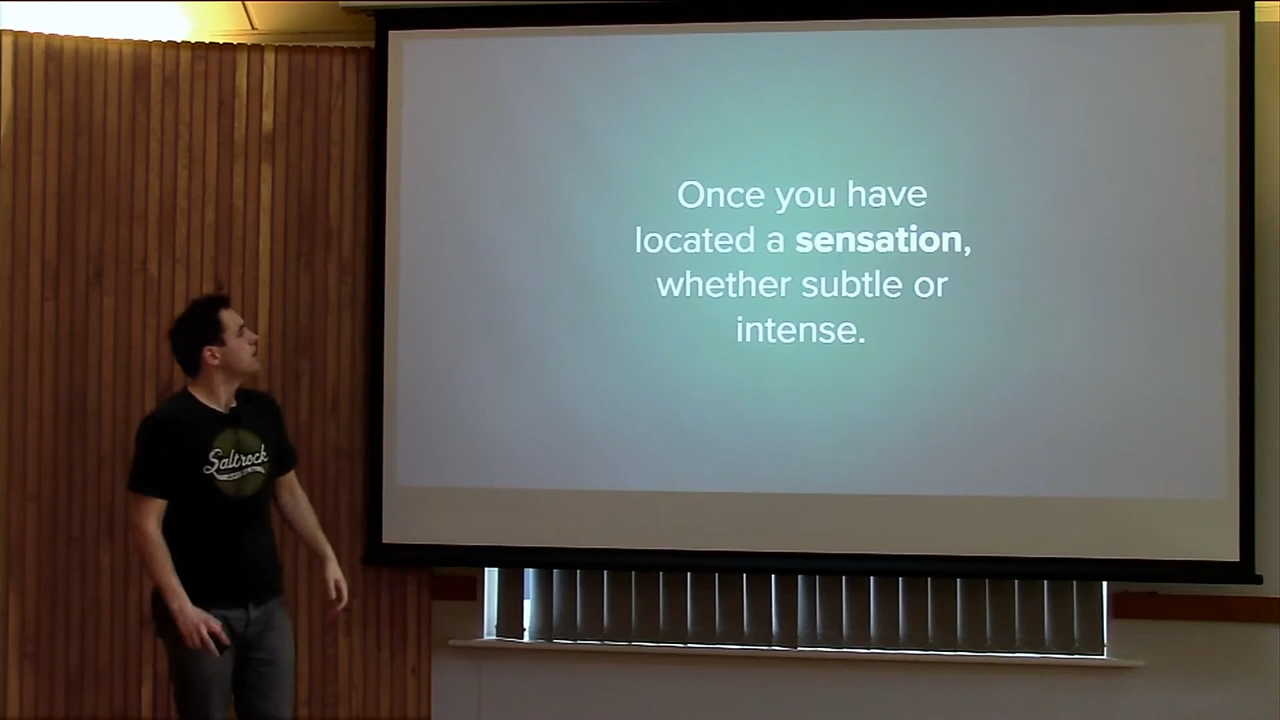 Once you have
located a sensation,
whether subtle or
intense.
Saltrock